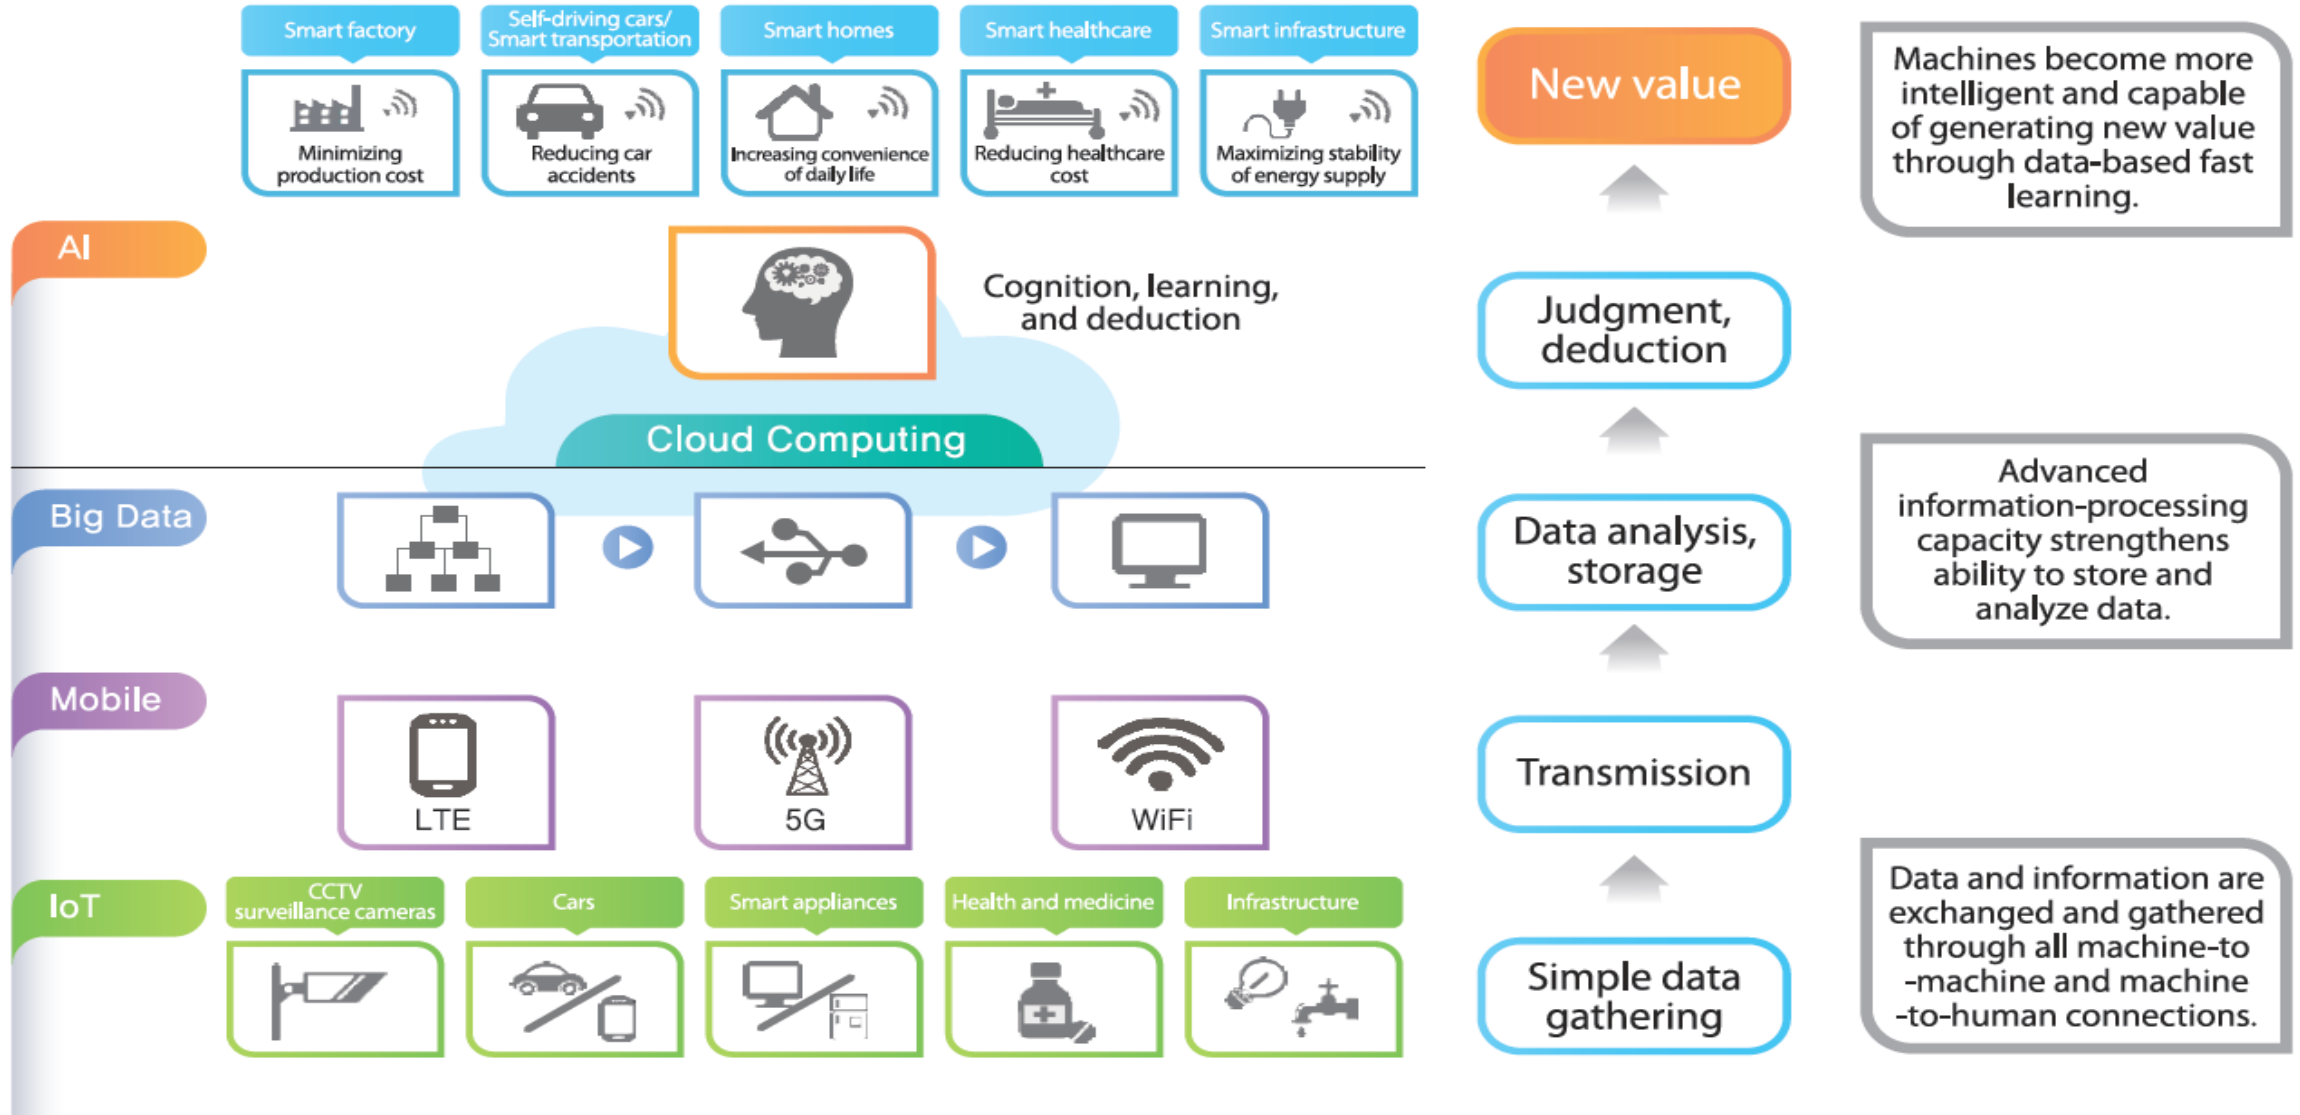 Smart factory
Self-driving cars/
Smart transportation
Smart homes
Smart healthcare
Smart infrastructure
Minimizing
production cost
Reducing car
accidents
Increasing convenience
of daily life
Reducing healthcare
cost
Maximizing stability
of energy supply
New value
Machines become more
intelligent and capable
of generating new value
through data-based fast
learning.
AI
Cognition, learning,
and deduction
Judgment,
deduction
Cloud Computing
Big Data
Data analysis,
storage
Advanced
information-processing
capacity strengthens
ability to store and
analyze data.
Mobile
LTE
5G
WiFi
Transmission
IoT
CCTV
surveillance cameras
Cars
Smart appliances
Health and medicine
Infrastructure
Simple data
gathering
Data and information are
exchanged and gathered
through all machine-to
-machine and machine
-to-human connections.